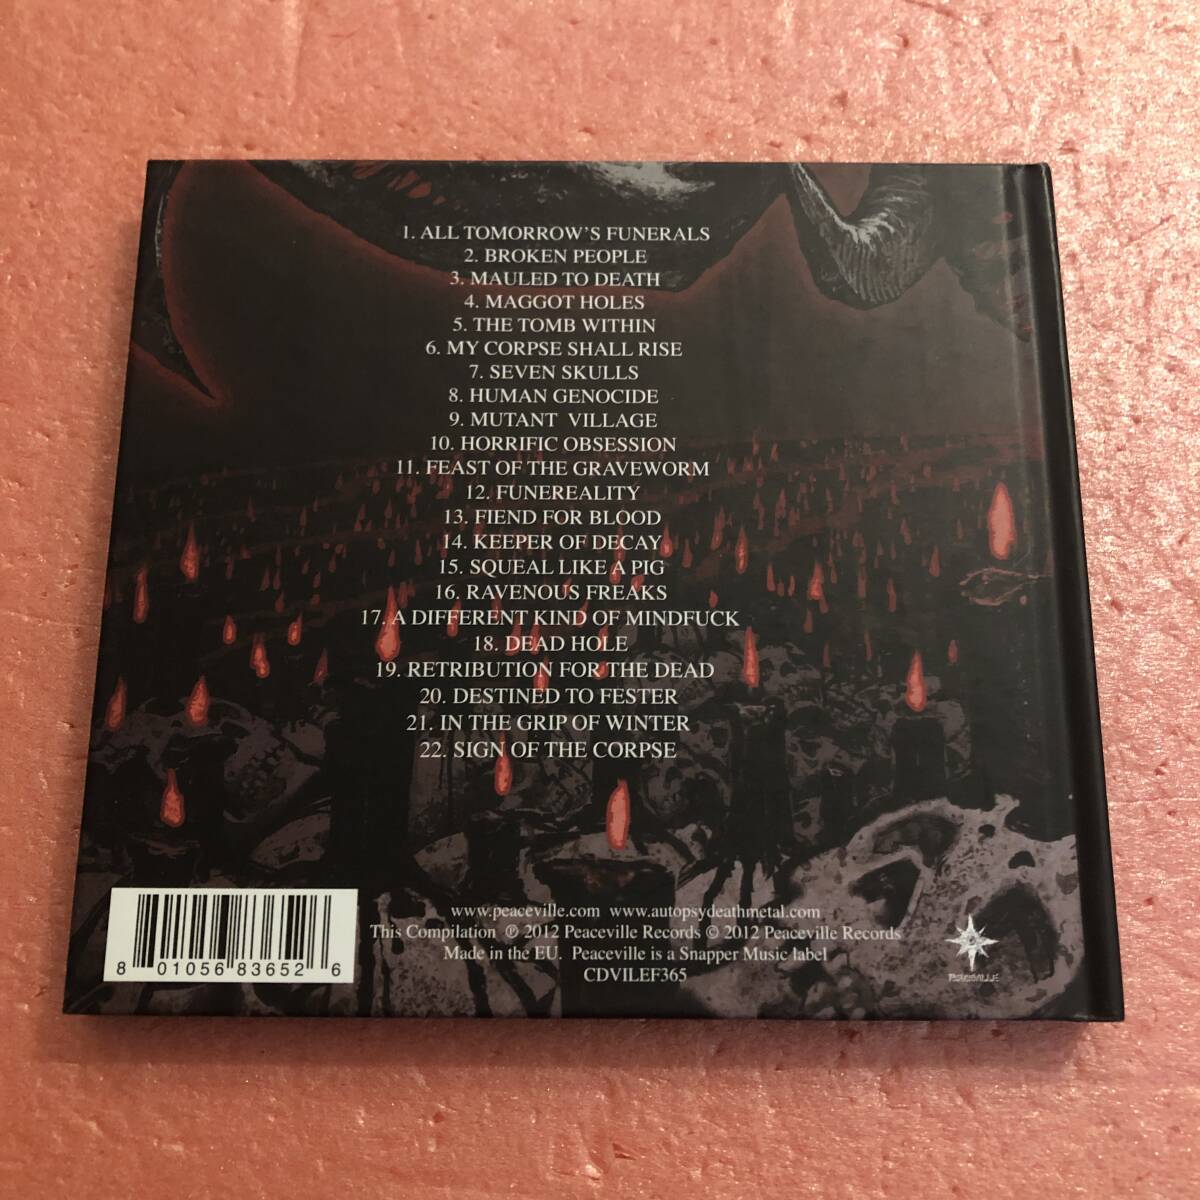 1. ALL TOMORROW'S FUNERALS
2. BROKEN PEOPLE
3. MAULED TO DEATH
4. MAGGOT HOLES
5. THE TOMB WITHIN
6. MY CORPSE SHALL RISE
7. SEVEN SKULLS
8. HUMAN GENOCIDE
9. MUTANT VILLAGE
10. HORRIFIC OBSESSION
11. FEAST OF THE GRAVEWORM
12. FUNEREALITY
13. FIEND FOR BLOOD
14. KEEPER OF DECAY
15. SQUEAL LIKE A PIG
16. RAVENOUS FREAKS
17. A DIFFERENT KIND OF MINDFUCK
18. DEAD HOLE
19. RETRIBUTION FOR THE DEAD
20. DESTINED TO FESTER
21. IN THE GRIP OF WINTER
22. SIGN OF THE CORPSE
www.peaceville.com www.autopsydeathmetal.com
This Compilation ℗ 2012 Peaceville Records © 2012 Peaceville Records
Made in the EU. Peaceville is a Snapper Music label
CDVILEF365
8 01056 83652 6
PEACEVILLE